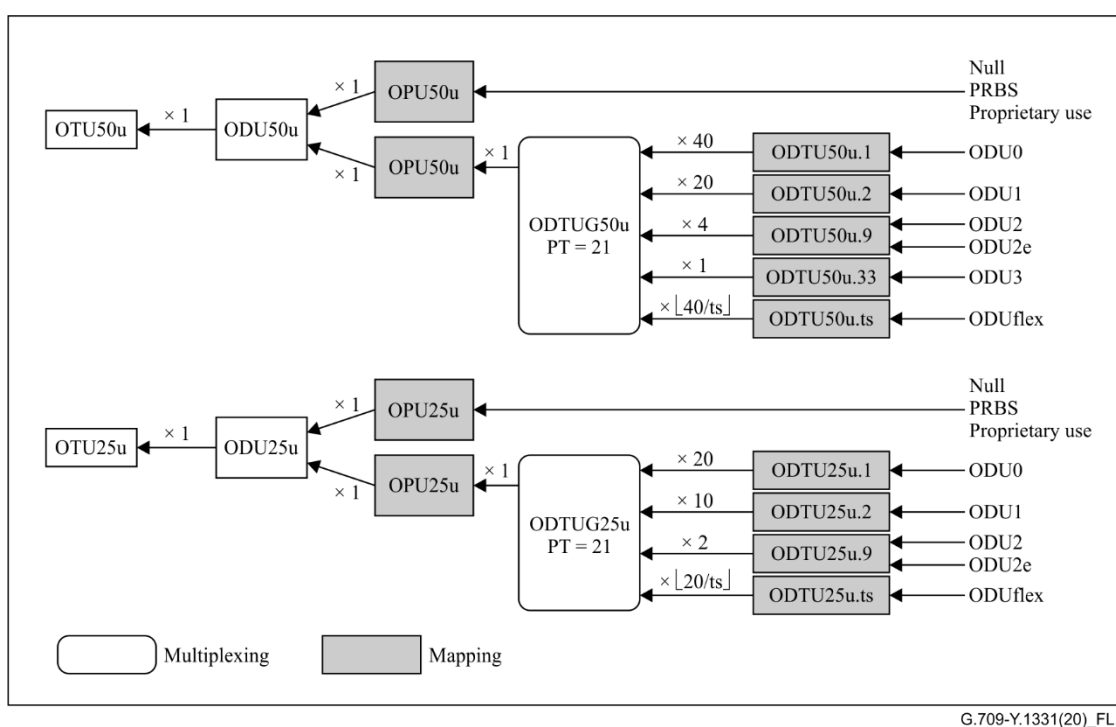 Null
× 1 OPU50u PRBS
Proprietary use
OTU50u × 1 ODU50u
× 1 OPU50u × 1
× 40 ODTU50u.1 ODU0
× 20 ODTU50u.2 ODU1
ODTUG50u
PT = 21
× 4 ODTU50u.9 ODU2
ODU2e
× 1 ODTU50u.33 ODU3
× ⌊40/ts⌋ ODTU50u.ts ODUflex
Null
× 1 OPU25u PRBS
Proprietary use
OTU25u × 1 ODU25u
× 1 OPU25u × 1
× 20 ODTU25u.1 ODU0
× 10 ODTU25u.2 ODU1
ODTUG25u
PT = 21
× 2 ODTU25u.9 ODU2
ODU2e
× ⌊20/ts⌋ ODTU25u.ts ODUflex
Multiplexing Mapping
G.709-Y.1331(20)_FL